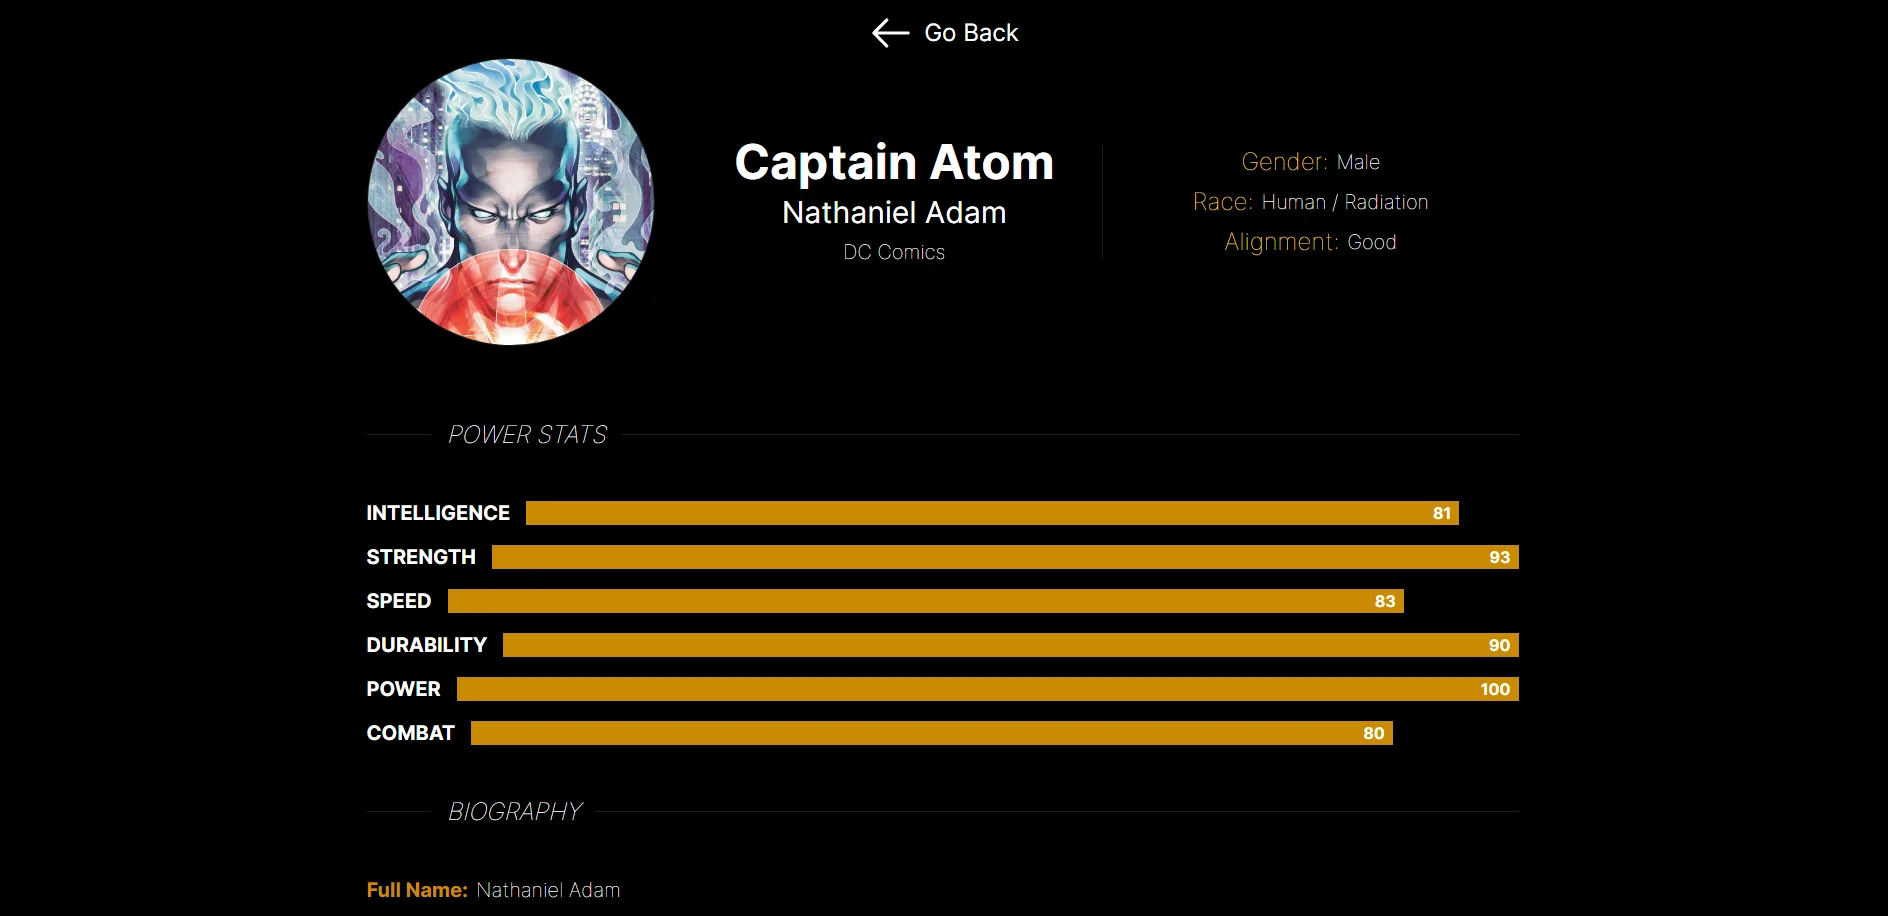 Go Back
Captain Atom
Nathaniel Adam
DC Comics
Gender: Male
Race: Human / Radiation
Alignment: Good
POWER STATS
INTELLIGENCE 81
STRENGTH 93
SPEED 83
DURABILITY 90
POWER 100
COMBAT 80
BIOGRAPHY
Full Name: Nathaniel Adam